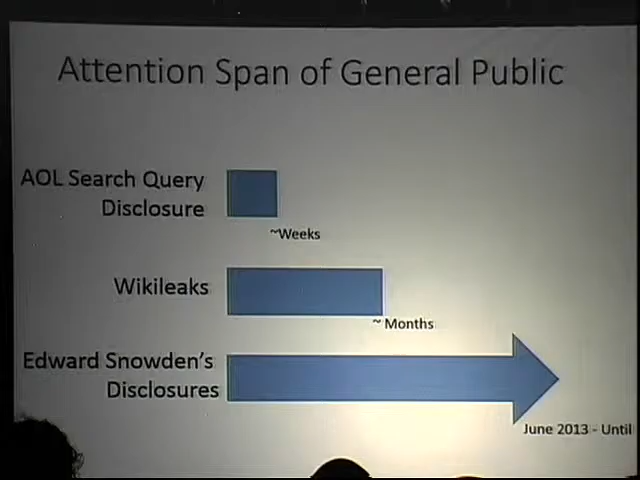 Attention Span of General Public
AOL Search Query
Disclosure
~Weeks
Wikileaks
~ Months
Edward Snowden's
Disclosures
June 2013 - Until